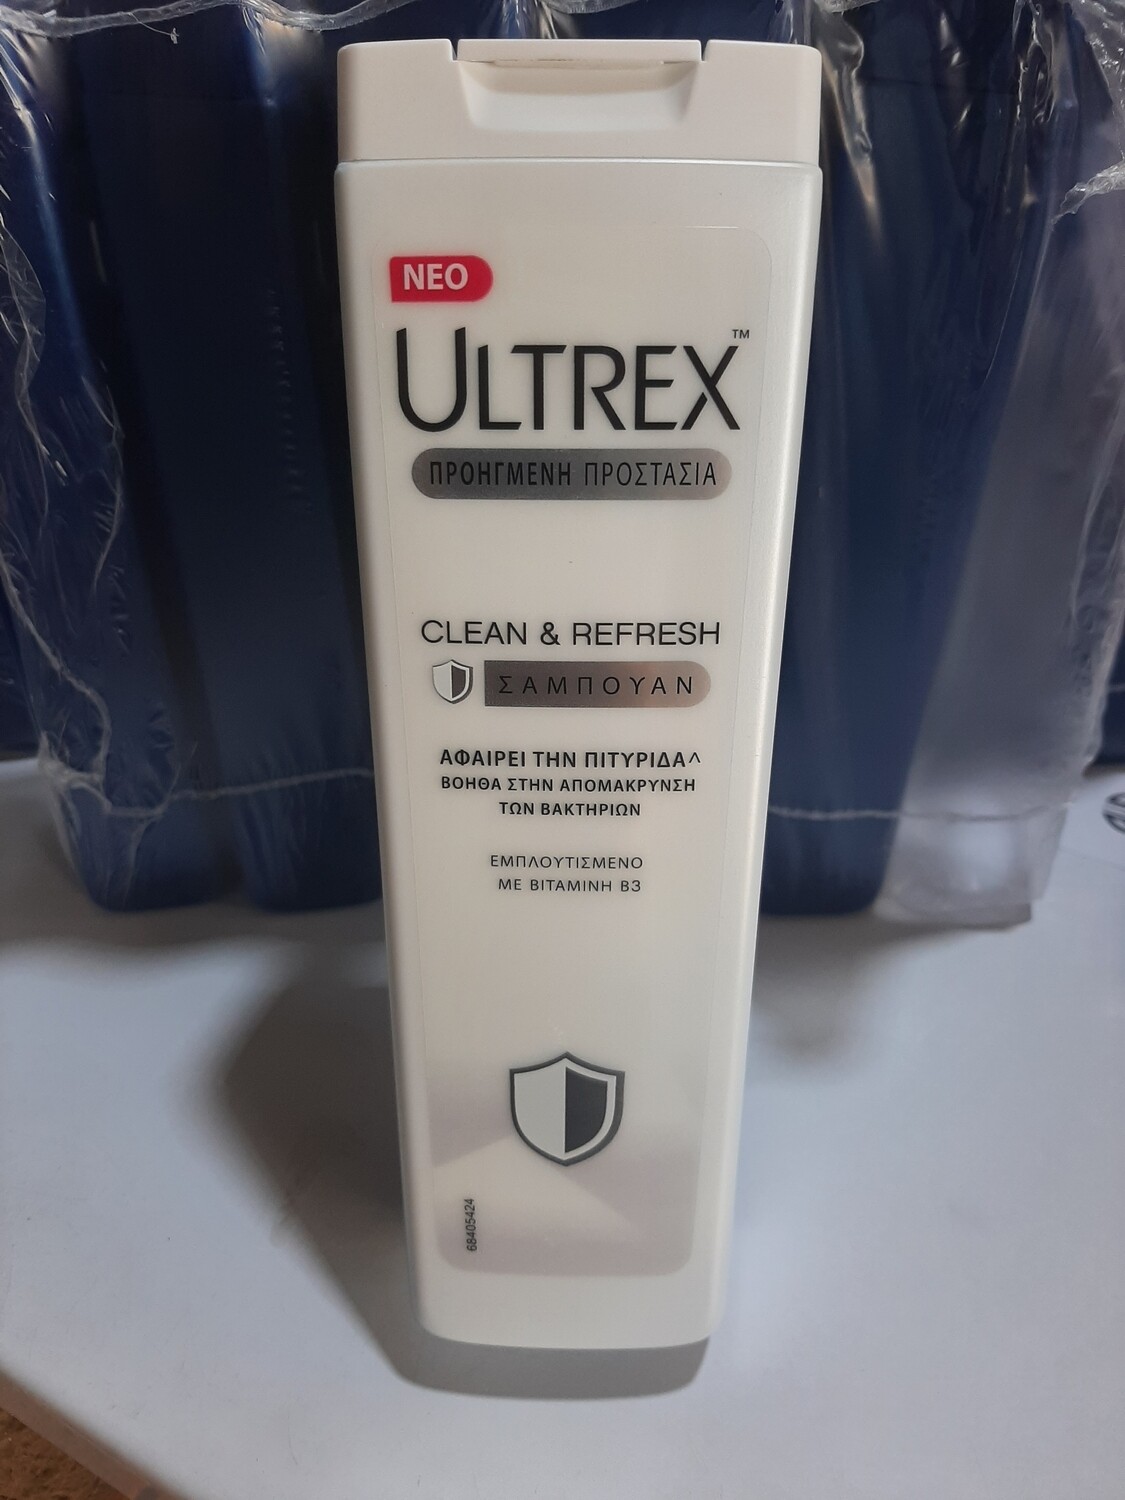 ΝΕΟ
ULTREX™
ΠΡΟΗΓΜΕΝΗ ΠΡΟΣΤΑΣΙΑ
CLEAN & REFRESH
ΣΑΜΠΟΥΑΝ
ΑΦΑΙΡΕΙ ΤΗΝ ΠΙΤΥΡΙΔΑ^
ΒΟΗΘΑ ΣΤΗΝ ΑΠΟΜΑΚΡΥΝΣΗ
ΤΩΝ ΒΑΚΤΗΡΙΩΝ
ΕΜΠΛΟΥΤΙΣΜΕΝΟ
ΜΕ ΒΙΤΑΜΙΝΗ Β3
68405424